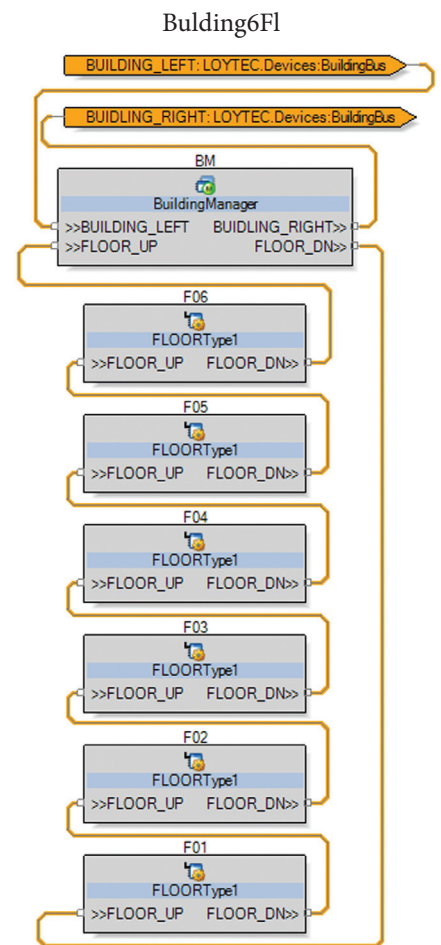 Bulding6Fl
BUILDING_LEFT: LOYTEC.Devices:BuildingBus
BUIDLING_RIGHT: LOYTEC.Devices:BuildingBus
BM
BuildingManager
>>BUILDING_LEFT BUIDLING_RIGHT>>
>>FLOOR_UP FLOOR_DN>>
F06
FLOORType1
>>FLOOR_UP FLOOR_DN>>
F05
FLOORType1
>>FLOOR_UP FLOOR_DN>>
F04
FLOORType1
>>FLOOR_UP FLOOR_DN>>
F03
FLOORType1
>>FLOOR_UP FLOOR_DN>>
F02
FLOORType1
>>FLOOR_UP FLOOR_DN>>
F01
FLOORType1
>>FLOOR_UP FLOOR_DN>>